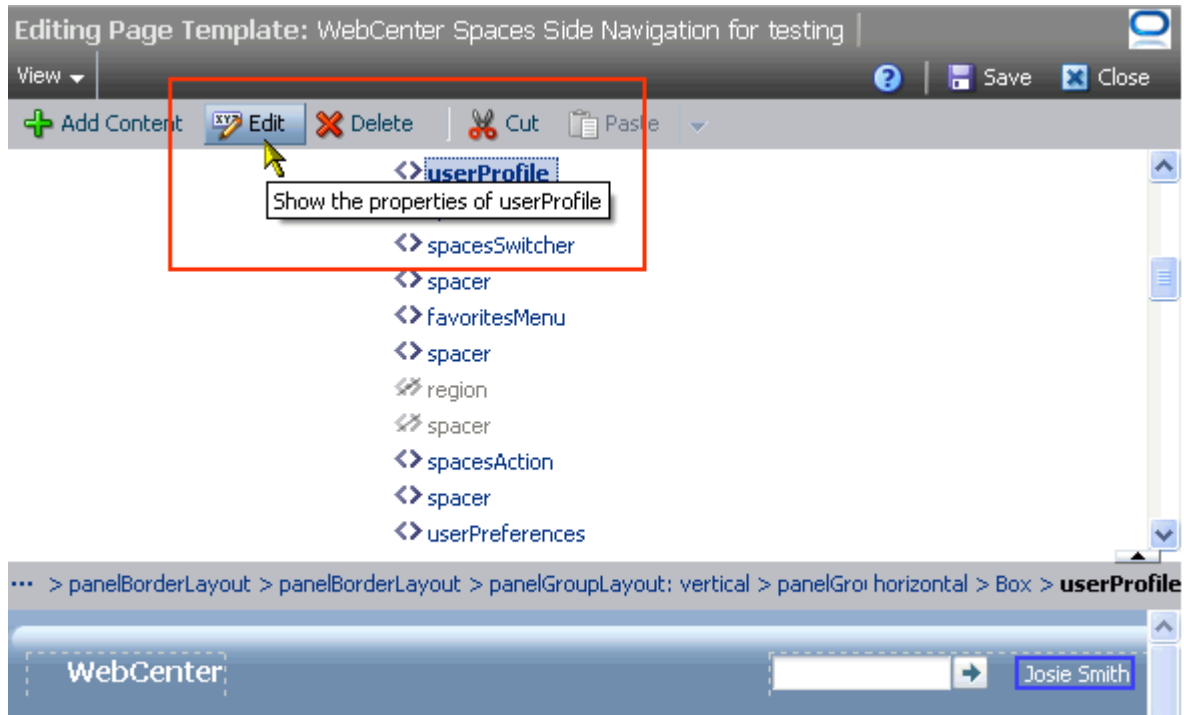 Editing Page Template: WebCenter Spaces Side Navigation for testing
View Save Close
Add Content Edit Delete Cut Paste
userProfile
Show the properties of userProfile
spacesSwitcher
spacer
favoritesMenu
spacer
region
spacer
spacesAction
spacer
userPreferences
... > panelBorderLayout > panelBorderLayout > panelGroupLayout: vertical > panelGro horizontal > Box > userProfile
WebCenter Josie Smith